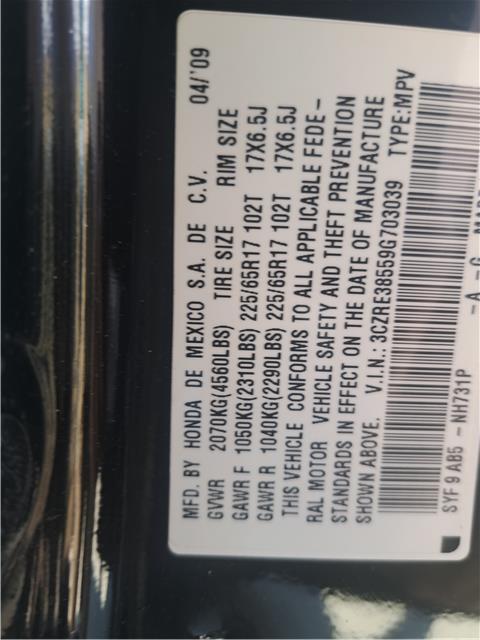 MFD. BY HONDA DE MEXICO S.A. DE C.V. 04/'09
GVWR 2070KG(4560LBS) TIRE SIZE RIM SIZE
GAWR F 1050KG(2310LBS) 225/65R17 102T 17X6.5J
GAWR R 1040KG(2290LBS) 225/65R17 102T 17X6.5J
THIS VEHICLE CONFORMS TO ALL APPLICABLE FEDE-
RAL MOTOR VEHICLE SAFETY AND THEFT PREVENTION
STANDARDS IN EFFECT ON THE DATE OF MANUFACTURE
SHOWN ABOVE. V.I.N.: 3CZRE38559G703039 TYPE:MPV
SYF9AB5 -NH731P -A -G MADE